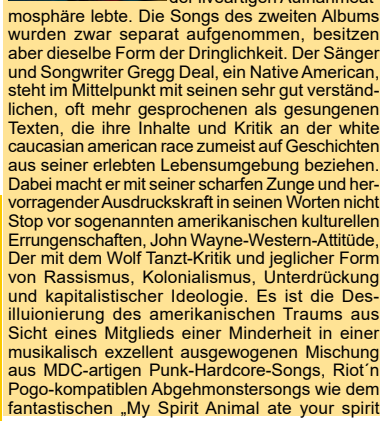 der liveartigen Aufnahmeat-
mosphäre lebte. Die Songs des zweiten Albums
wurden zwar separat aufgenommen, besitzen
aber dieselbe Form der Dringlichkeit. Der Sänger
und Songwriter Gregg Deal, ein Native American,
steht im Mittelpunkt mit seinen sehr gut verständ-
lichen, oft mehr gesprochenen als gesungenen
Texten, die ihre Inhalte und Kritik an der white
caucasian american race zumeist auf Geschichten
aus seiner erlebten Lebensumgebung beziehen.
Dabei macht er mit seiner scharfen Zunge und her-
vorragender Ausdruckskraft in seinen Worten nicht
Stop vor sogenannten amerikanischen kulturellen
Errungenschaften, John Wayne-Western-Attitüde,
Der mit dem Wolf Tanzt-Kritik und jeglicher Form
von Rassismus, Kolonialismus, Unterdrückung
und kapitalistischer Ideologie. Es ist die Des-
illuionierung des amerikanischen Traums aus
Sicht eines Mitglieds einer Minderheit in einer
musikalisch exzellent ausgewogenen Mischung
aus MDC-artigen Punk-Hardcore-Songs, Riot´n
Pogo-kompatiblen Abgehmonstersongs wie dem
fantastischen „My Spirit Animal ate your spirit